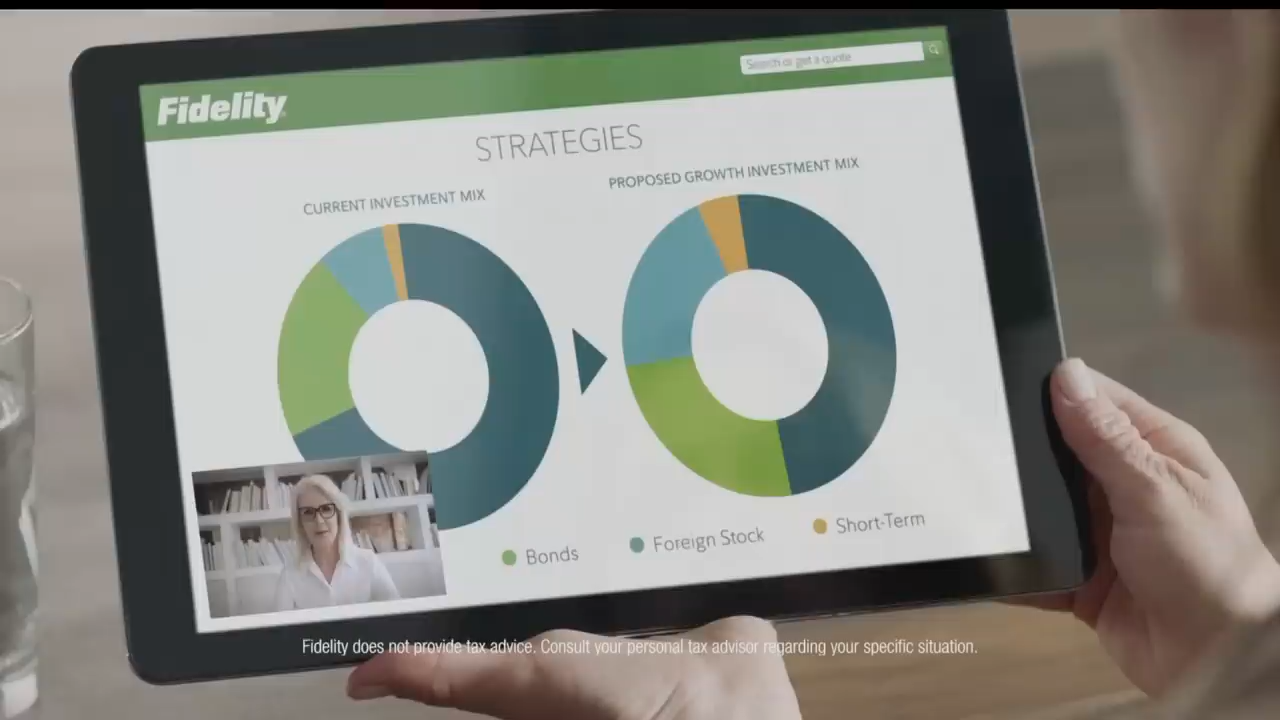 Fidelity
Search or get a quote
STRATEGIES
CURRENT INVESTMENT MIX
PROPOSED GROWTH INVESTMENT MIX
Bonds
Foreign Stock
Short-Term
Fidelity does not provide tax advice. Consult your personal tax advisor regarding your specific situation.